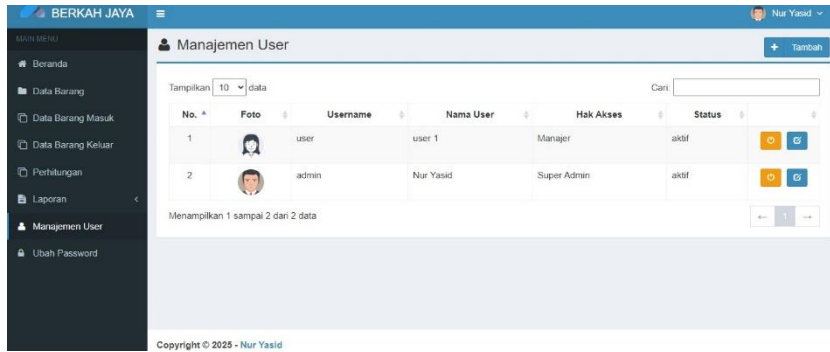 BERKAH JAYA
Nur Yasid
MAIN MENU
Beranda
Data Barang
Data Barang Masuk
Data Barang Keluar
Perhitungan
Laporan
Manajemen User
Ubah Password
Manajemen User
+ Tambah
Tampilkan 10 data
Cari:
No. Foto Username Nama User Hak Akses Status
1 user user 1 Manajer aktif
2 admin Nur Yasid Super Admin aktif
Menampilkan 1 sampai 2 dari 2 data
← 1 →
Copyright © 2025 - Nur Yasid